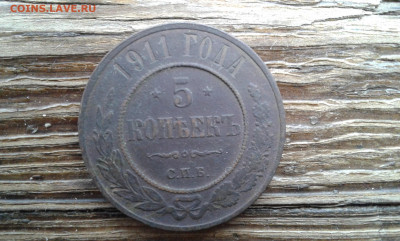 COINS.LAVE.RU
1911 ГОДА
5
КОПѢЕКЪ
С.П.Б.